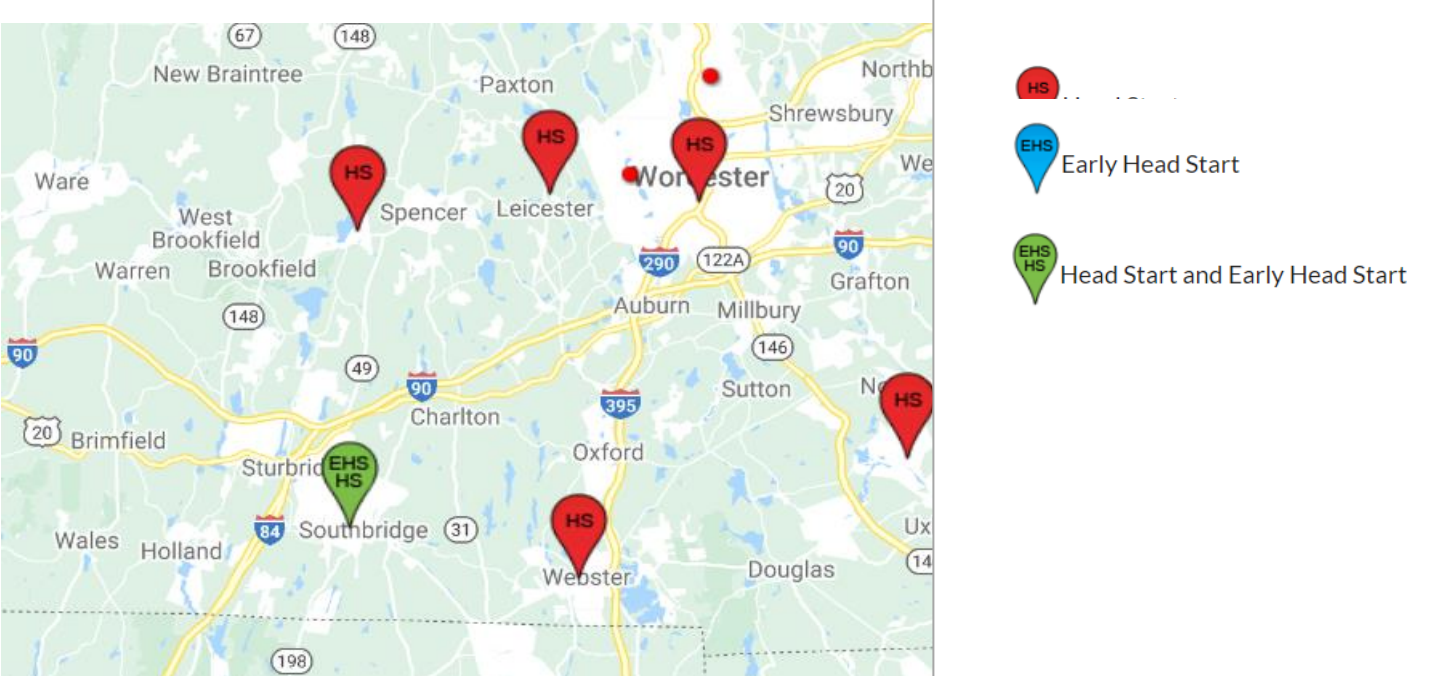 67
148
New Braintree
Paxton
Northb
HS
Shrewsbury
HS
HS
HS
Ware
We
20
Spencer
Leicester
West
Brookfield
Warren
Brookfield
290
122A
90
Grafton
Auburn
Millbury
148
146
90
49
90
395
Sutton
HS
Charlton
20
Brimfield
Oxford
EHS
HS
HS
84
Southbridge
31
Ux
Wales
Holland
Webster
Douglas
14
198
HS
EHS
Early Head Start
EHS
HS
Head Start and Early Head Start